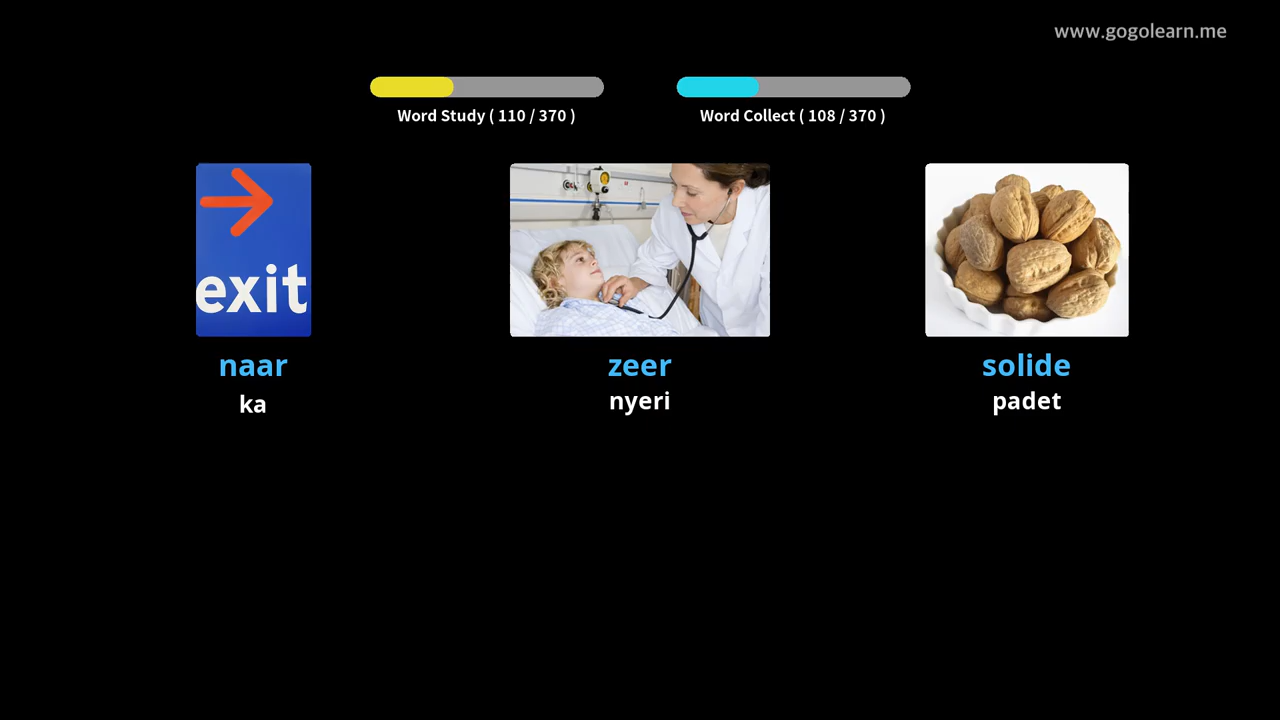 www.gogolearn.me
Word Study ( 110 / 370 )
Word Collect ( 108 / 370 )
exit
naar
zeer
solide
ka
nyeri
padet